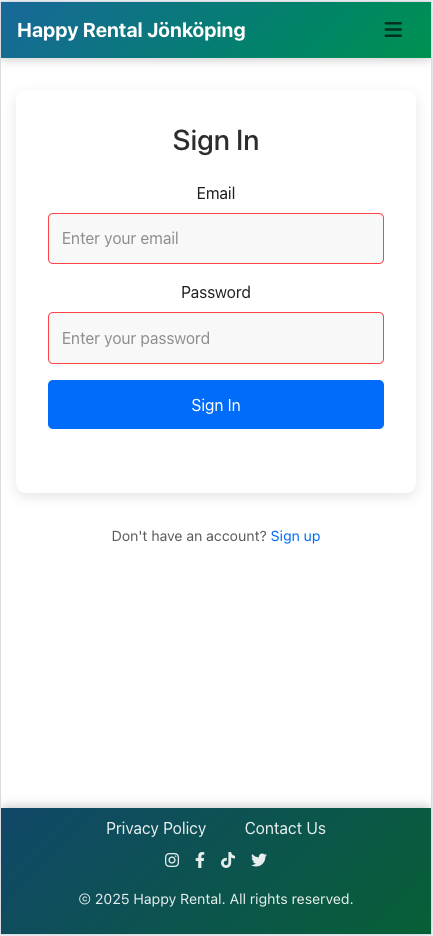 Happy Rental Jönköping
Sign In
Email
Enter your email
Password
Enter your password
Sign In
Don't have an account? Sign up
Privacy Policy Contact Us
© 2025 Happy Rental. All rights reserved.